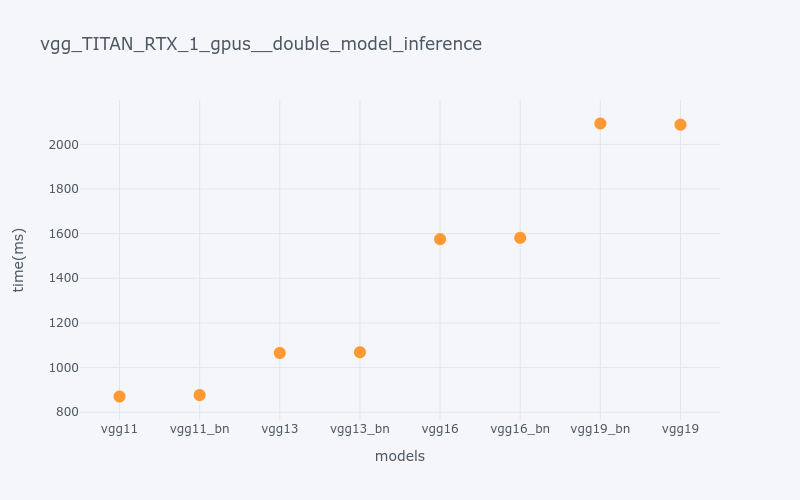 vgg_TITAN_RTX_1_gpus__double_model_inference
time(ms)
2000
1800
1600
1400
1200
1000
800
vgg11 vgg11_bn vgg13 vgg13_bn vgg16 vgg16_bn vgg19_bn vgg19
models